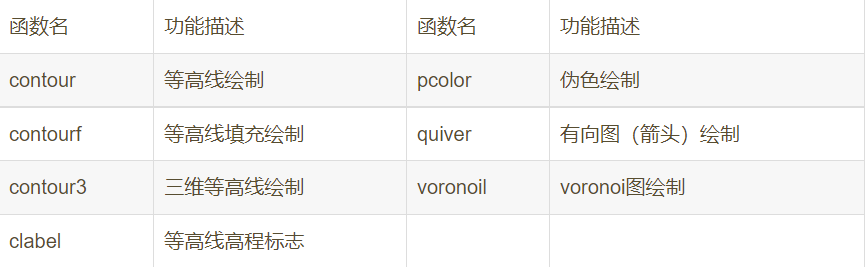 函数名 功能描述 函数名 功能描述
contour 等高线绘制 pcolor 伪色绘制
contourf 等高线填充绘制 quiver 有向图（箭头）绘制
contour3 三维等高线绘制 voronoil voronoi图绘制
clabel 等高线高程标志